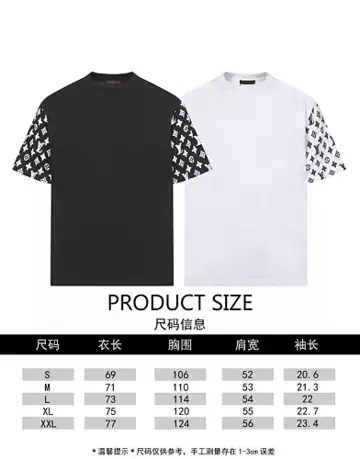 PRODUCT SIZE
尺码信息
尺码 衣长 胸围 肩宽 袖长
S 69 106 52 20.6
M 71 110 53 21.3
L 73 114 54 22
XL 75 120 55 22.7
XXL 77 124 56 23.4
*温馨提示*尺码仅供参考，手工测量存在1-3cm误差